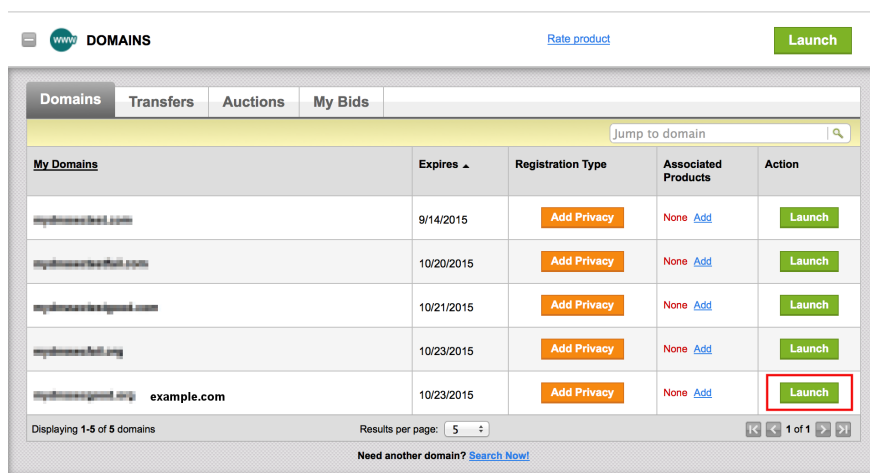 www DOMAINS Rate product Launch
Domains Transfers Auctions My Bids
Jump to domain
My Domains Expires Registration Type Associated Products Action
9/14/2015 Add Privacy None Add Launch
10/20/2015 Add Privacy None Add Launch
10/21/2015 Add Privacy None Add Launch
10/23/2015 Add Privacy None Add Launch
example.com 10/23/2015 Add Privacy None Add Launch
Displaying 1-5 of 5 domains Results per page: 5 1 of 1
Need another domain? Search Now!